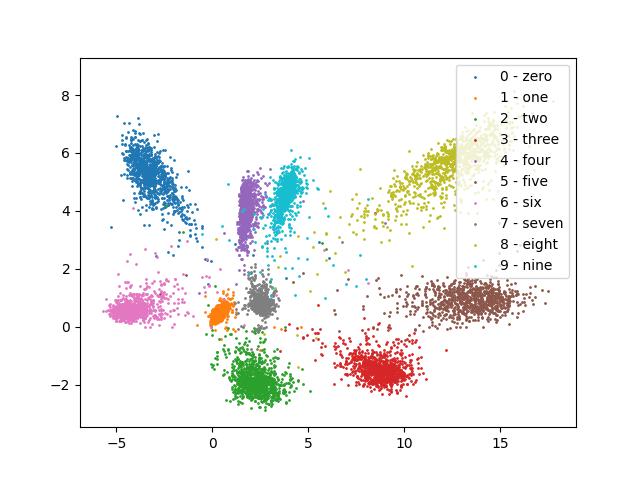 8
6
4
2
0
−2
−5
0
5
10
15
0 - zero
1 - one
2 - two
3 - three
4 - four
5 - five
6 - six
7 - seven
8 - eight
9 - nine